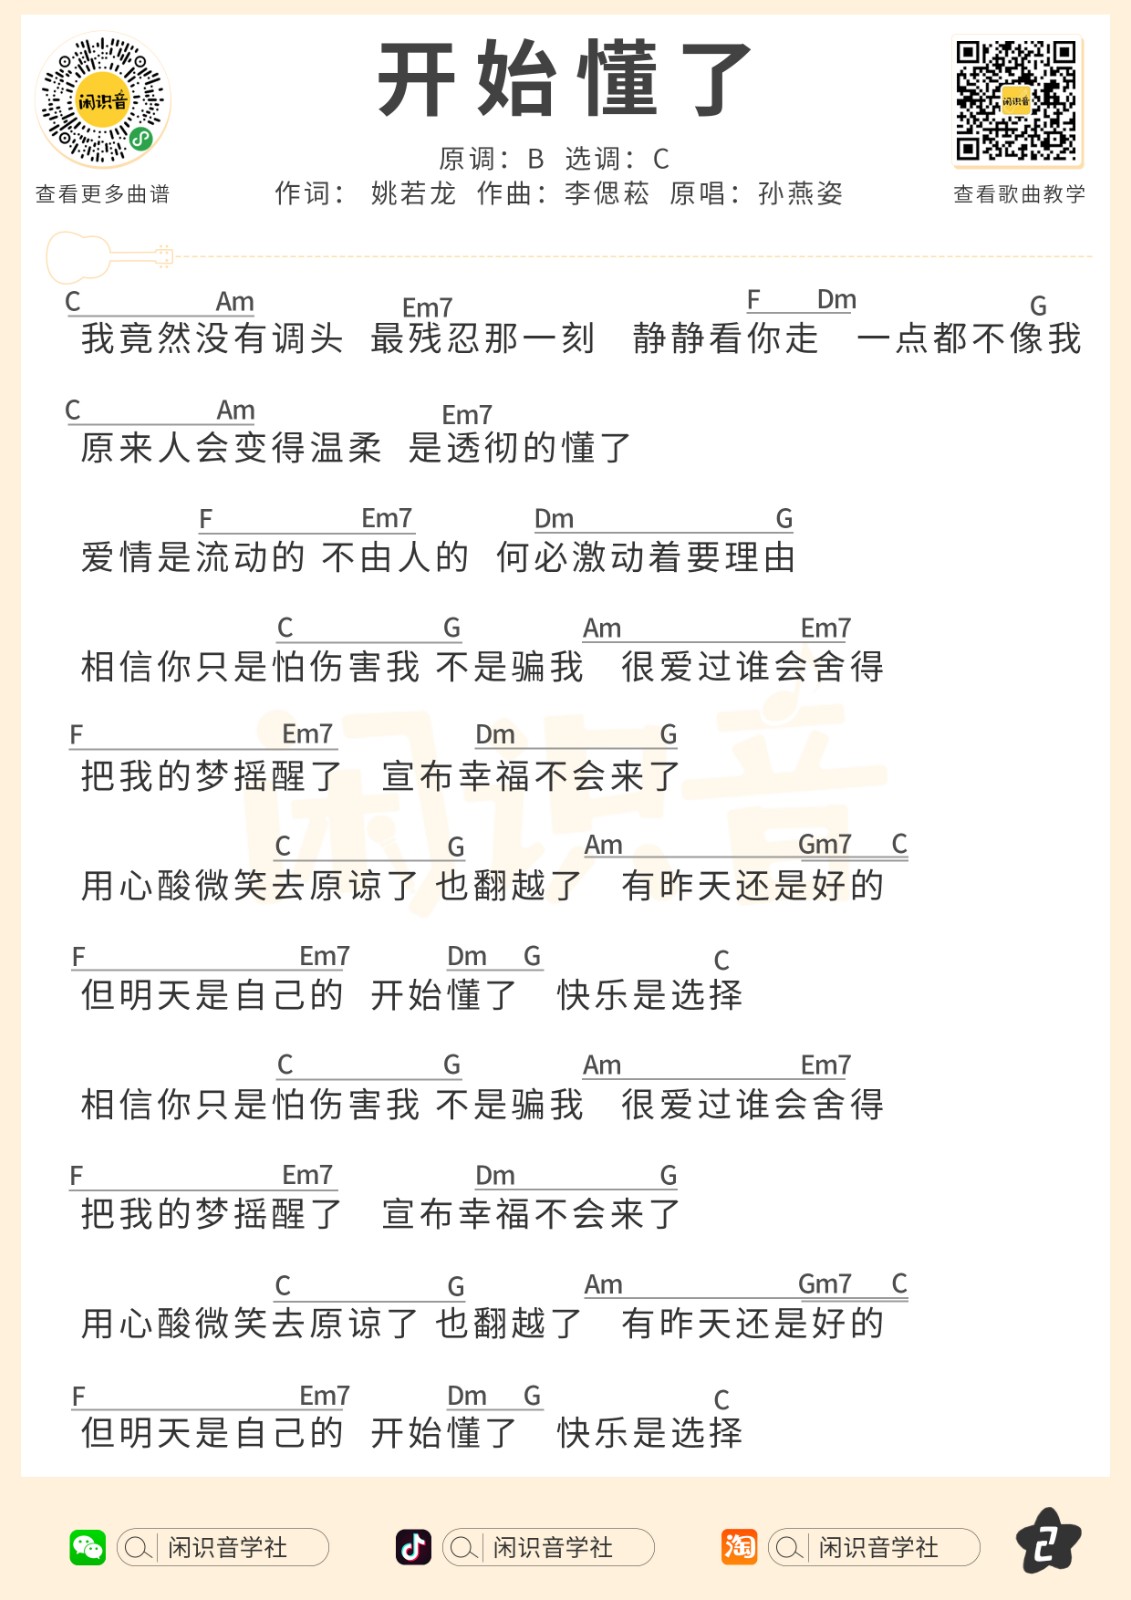 开始懂了
原调：B 选调：C
作词： 姚若龙 作曲：李偲菘 原唱：孙燕姿
闲识音
查看更多曲谱
闲识音
查看歌曲教学
C Am Em7 F Dm G
我竟然没有调头 最残忍那一刻 静静看你走 一点都不像我
C Am Em7
原来人会变得温柔 是透彻的懂了
F Em7 Dm G
爱情是流动的 不由人的 何必激动着要理由
C G Am Em7
相信你只是怕伤害我 不是骗我 很爱过谁会舍得
F Em7 Dm G
把我的梦摇醒了 宣布幸福不会来了
C G Am Gm7 C
用心酸微笑去原谅了 也翻越了 有昨天还是好的
F Em7 Dm G C
但明天是自己的 开始懂了 快乐是选择
C G Am Em7
相信你只是怕伤害我 不是骗我 很爱过谁会舍得
F Em7 Dm G
把我的梦摇醒了 宣布幸福不会来了
C G Am Gm7 C
用心酸微笑去原谅了 也翻越了 有昨天还是好的
F Em7 Dm G C
但明天是自己的 开始懂了 快乐是选择
闲识音
闲识音学社 闲识音学社 淘 闲识音学社 2